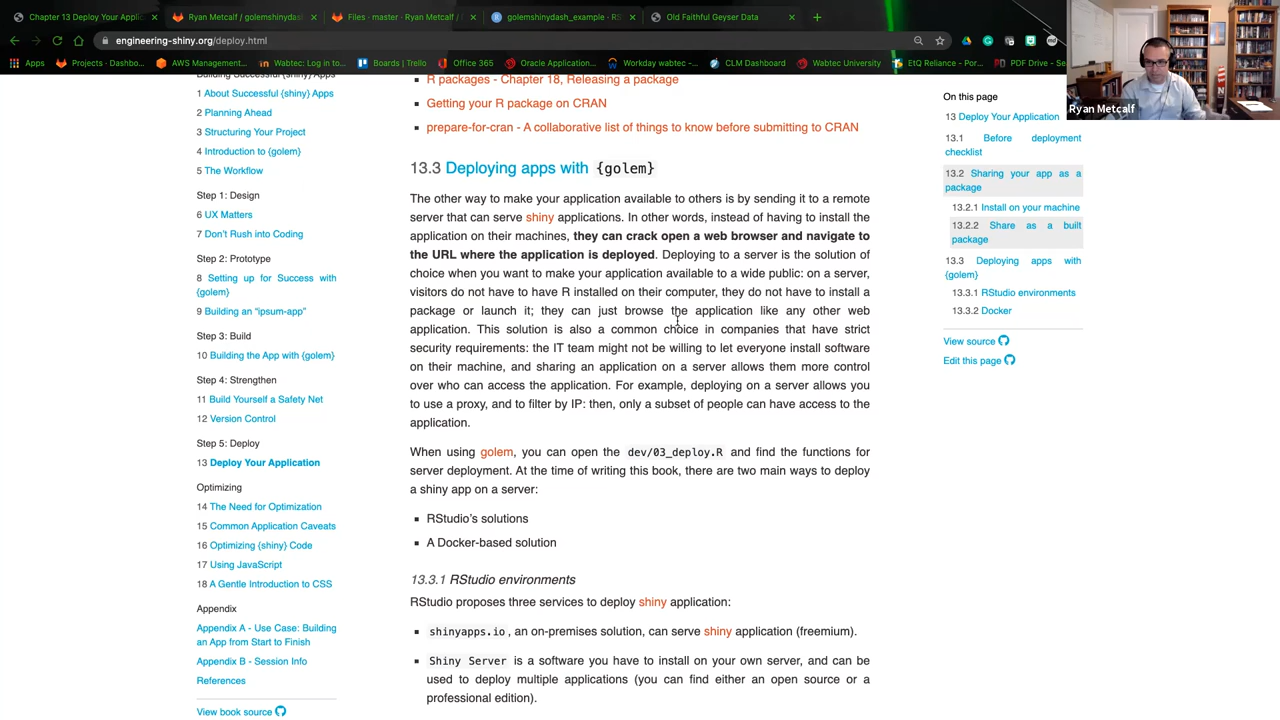 Chapter 13 Deploy Your Applic
Ryan Metcalf / golemshinydas
Files · master · Ryan Metcalf /
golemshinydash_example - RS
Old Faithful Geyser Data
engineering-shiny.org/deploy.html
Apps
Projects · Dashbo...
AWS Management...
Wabtec: Log in to...
Boards | Trello
Office 365
Oracle Application...
Workday wabtec -...
CLM Dashboard
Wabtec University
EtQ Reliance - Por...
PDF Drive - Sea
Ryan Metcalf
Building Successful {shiny} Apps
1 About Successful {shiny} Apps
2 Planning Ahead
3 Structuring Your Project
4 Introduction to {golem}
5 The Workflow
Step 1: Design
6 UX Matters
7 Don't Rush into Coding
Step 2: Prototype
8 Setting up for Success with
{golem}
9 Building an “ipsum-app”
Step 3: Build
10 Building the App with {golem}
Step 4: Strengthen
11 Build Yourself a Safety Net
12 Version Control
Step 5: Deploy
13 Deploy Your Application
Optimizing
14 The Need for Optimization
15 Common Application Caveats
16 Optimizing {shiny} Code
17 Using JavaScript
18 A Gentle Introduction to CSS
Appendix
Appendix A - Use Case: Building
an App from Start to Finish
Appendix B - Session Info
References
View book source
R packages - Chapter 18, Releasing a package
Getting your R package on CRAN
prepare-for-cran - A collaborative list of things to know before submitting to CRAN
13.3 Deploying apps with {golem}
The other way to make your application available to others is by sending it to a remote
server that can serve shiny applications. In other words, instead of having to install the
application on their machines, they can crack open a web browser and navigate to
the URL where the application is deployed. Deploying to a server is the solution of
choice when you want to make your application available to a wide public: on a server,
visitors do not have to have R installed on their computer, they do not have to install a
package or launch it; they can just browse the application like any other web
application. This solution is also a common choice in companies that have strict
security requirements: the IT team might not be willing to let everyone install software
on their machine, and sharing an application on a server allows them more control
over who can access the application. For example, deploying on a server allows you
to use a proxy, and to filter by IP: then, only a subset of people can have access to the
application.
When using golem, you can open the dev/03_deploy.R and find the functions for
server deployment. At the time of writing this book, there are two main ways to deploy
a shiny app on a server:
RStudio's solutions
A Docker-based solution
13.3.1 RStudio environments
RStudio proposes three services to deploy shiny application:
shinyapps.io, an on-premises solution, can serve shiny application (freemium).
Shiny Server is a software you have to install on your own server, and can be
used to deploy multiple applications (you can find either an open source or a
professional edition).
On this page
13 Deploy Your Application
13.1 Before deployment
checklist
13.2 Sharing your app as a
package
13.2.1 Install on your machine
13.2.2 Share as a built
package
13.3 Deploying apps with
{golem}
13.3.1 RStudio environments
13.3.2 Docker
View source
Edit this page